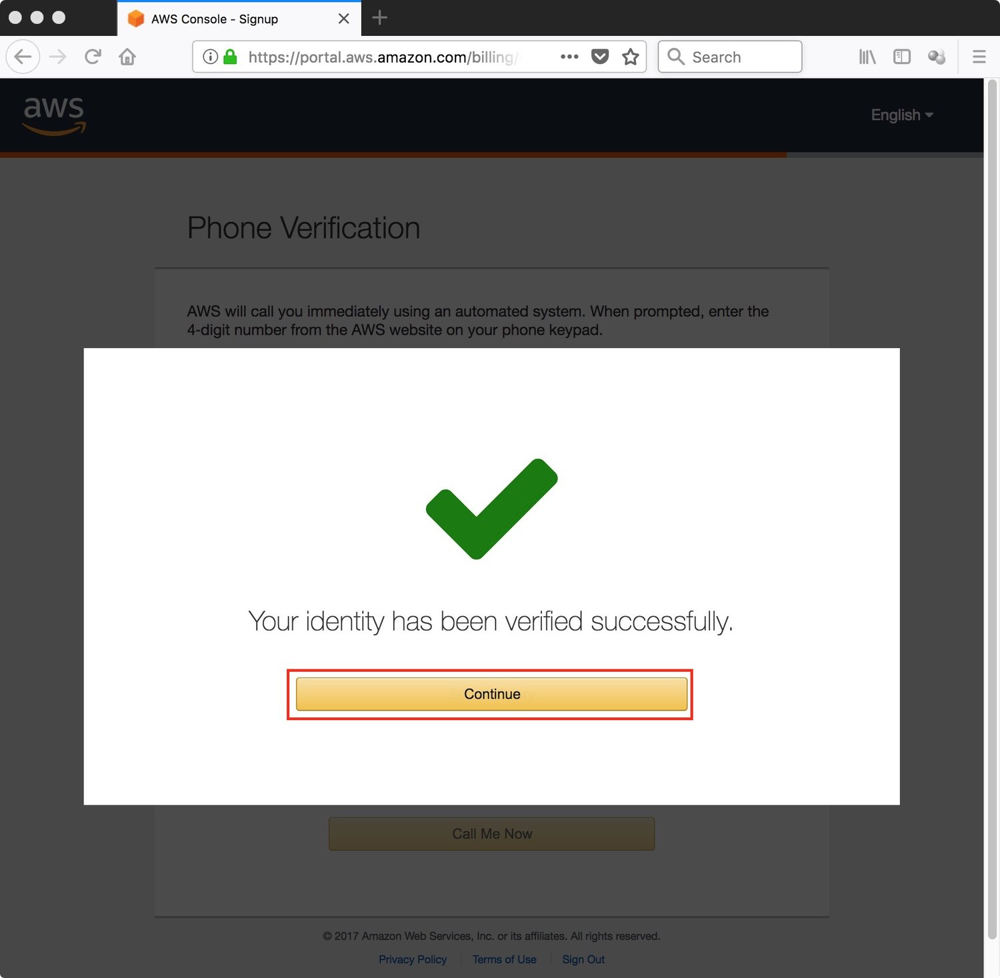 AWS Console - Signup
https://portal.aws.amazon.com/billing/
Search
aws
English
Phone Verification
AWS will call you immediately using an automated system. When prompted, enter the
4-digit number from the AWS website on your phone keypad.
Your identity has been verified successfully.
Continue
Call Me Now
© 2017 Amazon Web Services, Inc. or its affiliates. All rights reserved.
Privacy Policy Terms of Use Sign Out